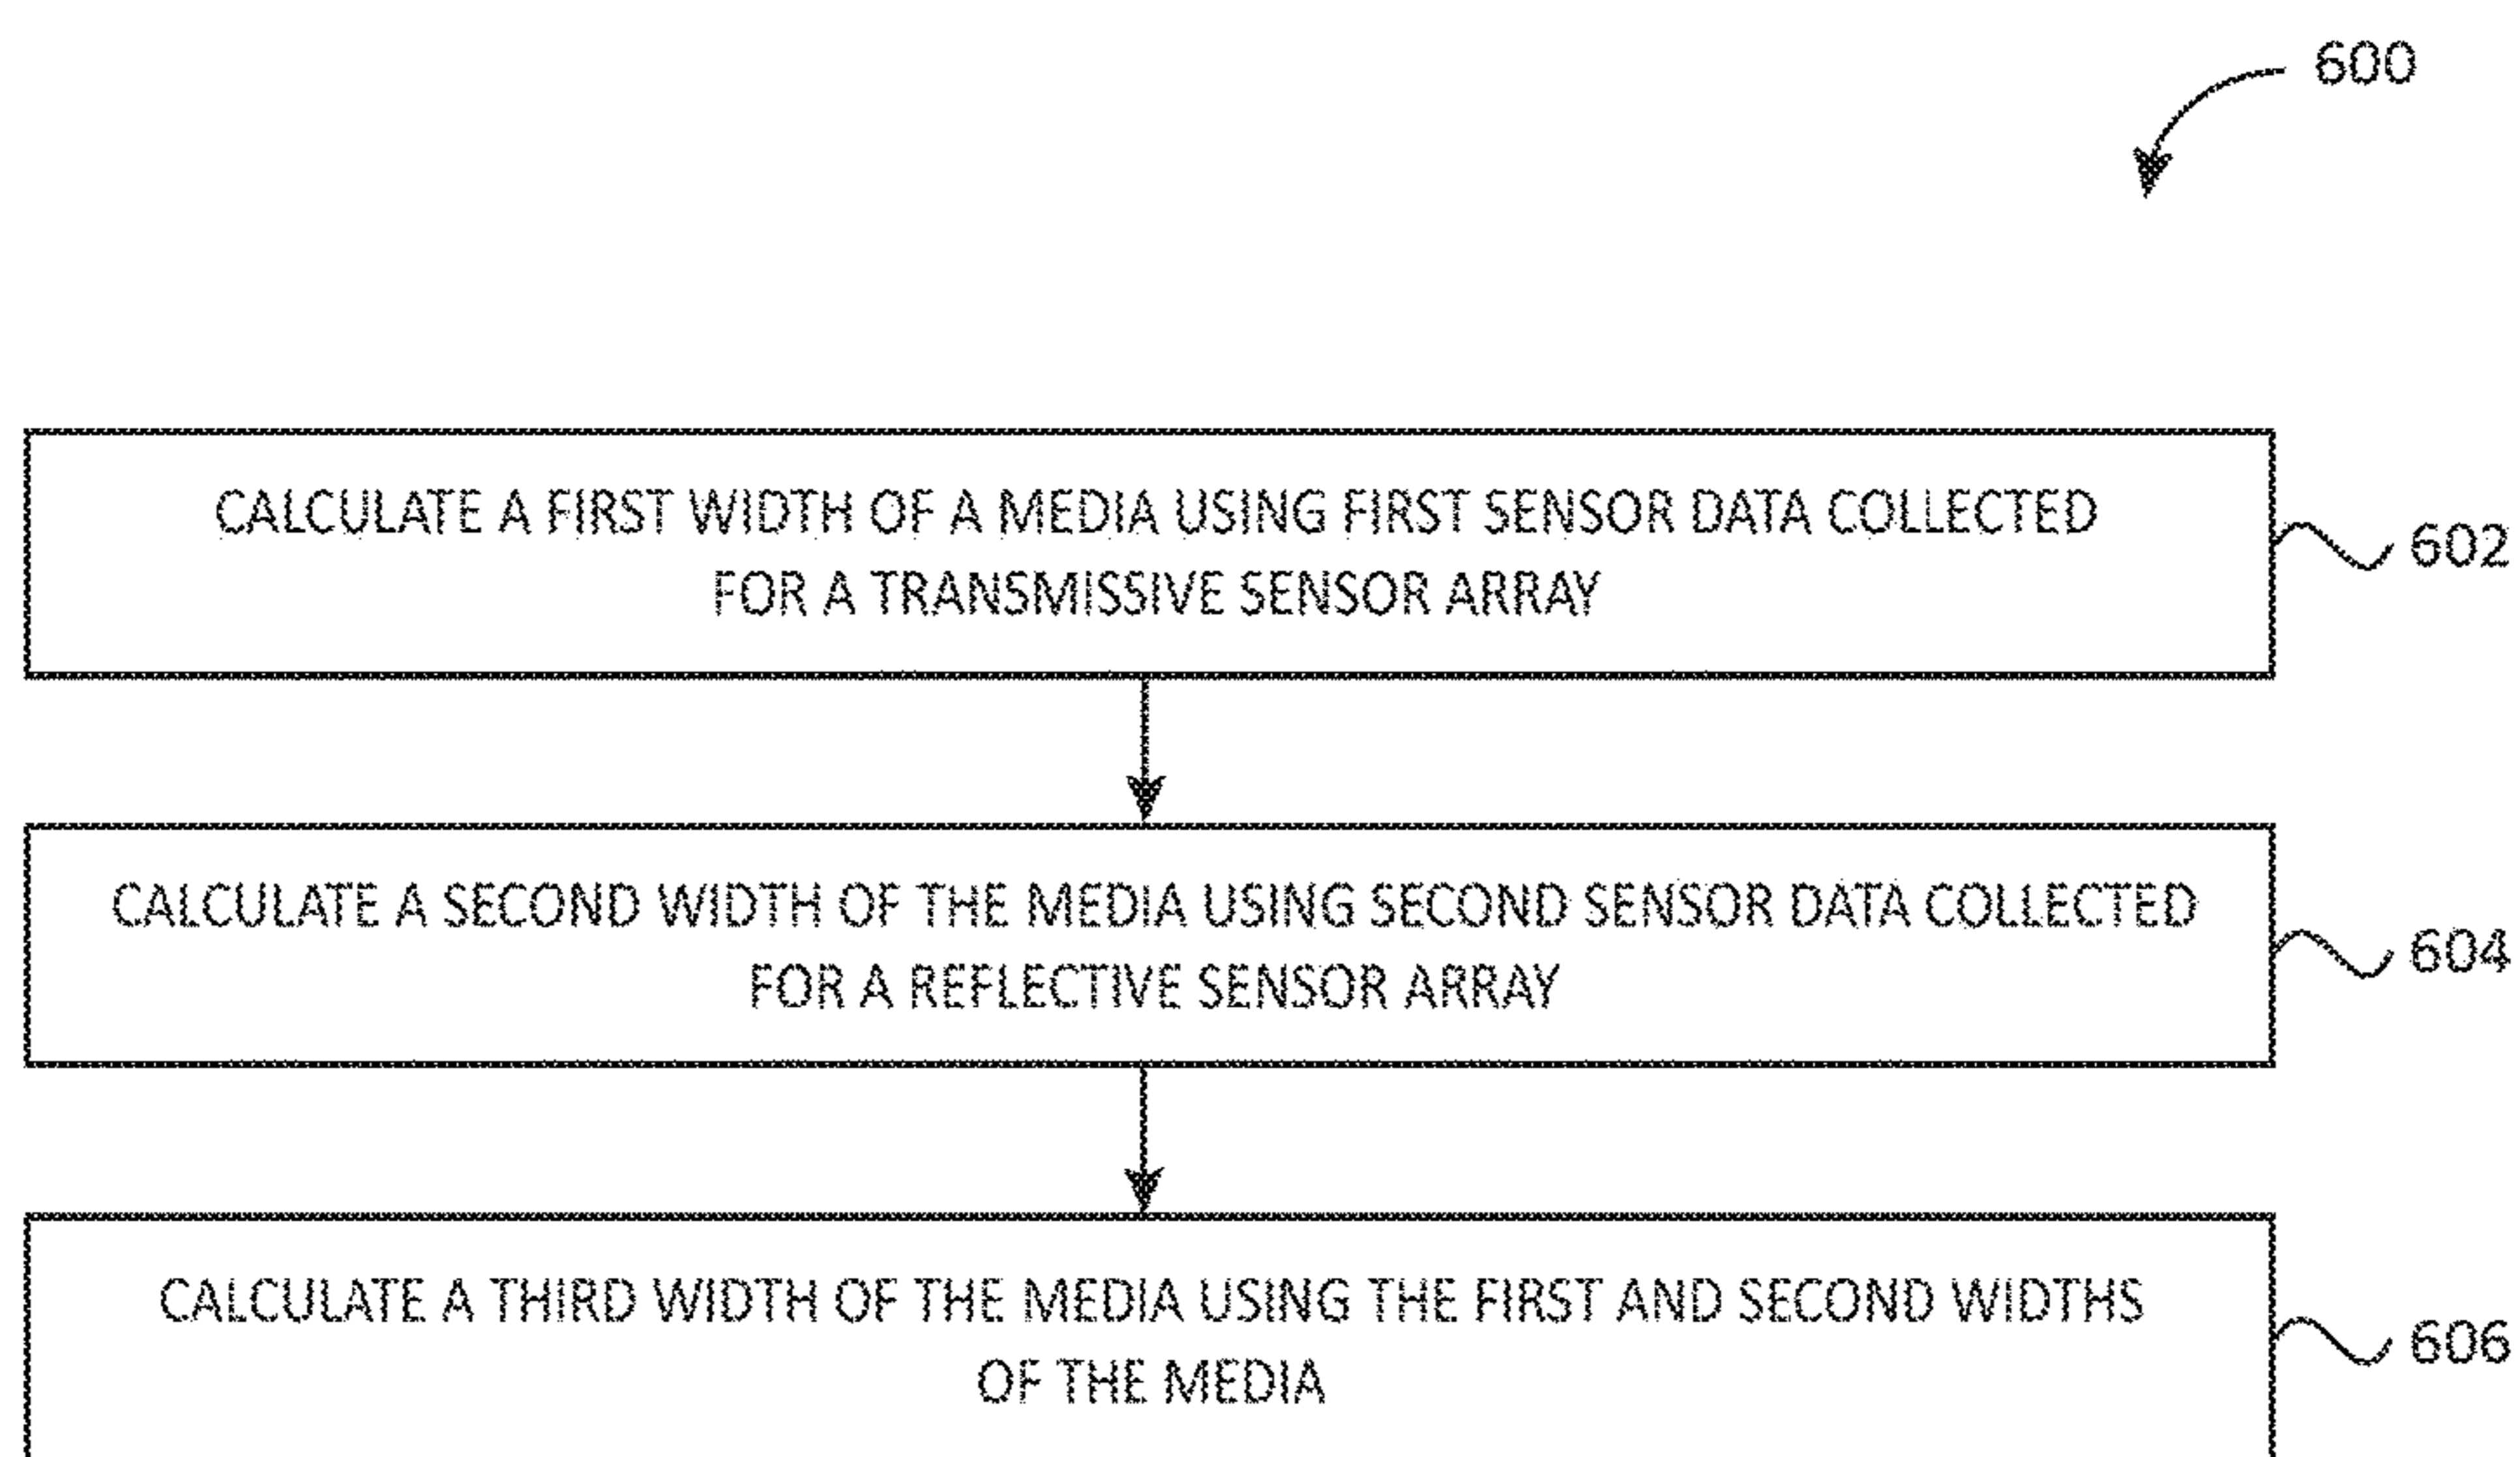 600
CALCULATE A FIRST WIDTH OF A MEDIA USING FIRST SENSOR DATA COLLECTED
FOR A TRANSMISSIVE SENSOR ARRAY
602
CALCULATE A SECOND WIDTH OF THE MEDIA USING SECOND SENSOR DATA COLLECTED
FOR A REFLECTIVE SENSOR ARRAY
604
CALCULATE A THIRD WIDTH OF THE MEDIA USING THE FIRST AND SECOND WIDTHS
OF THE MEDIA
606